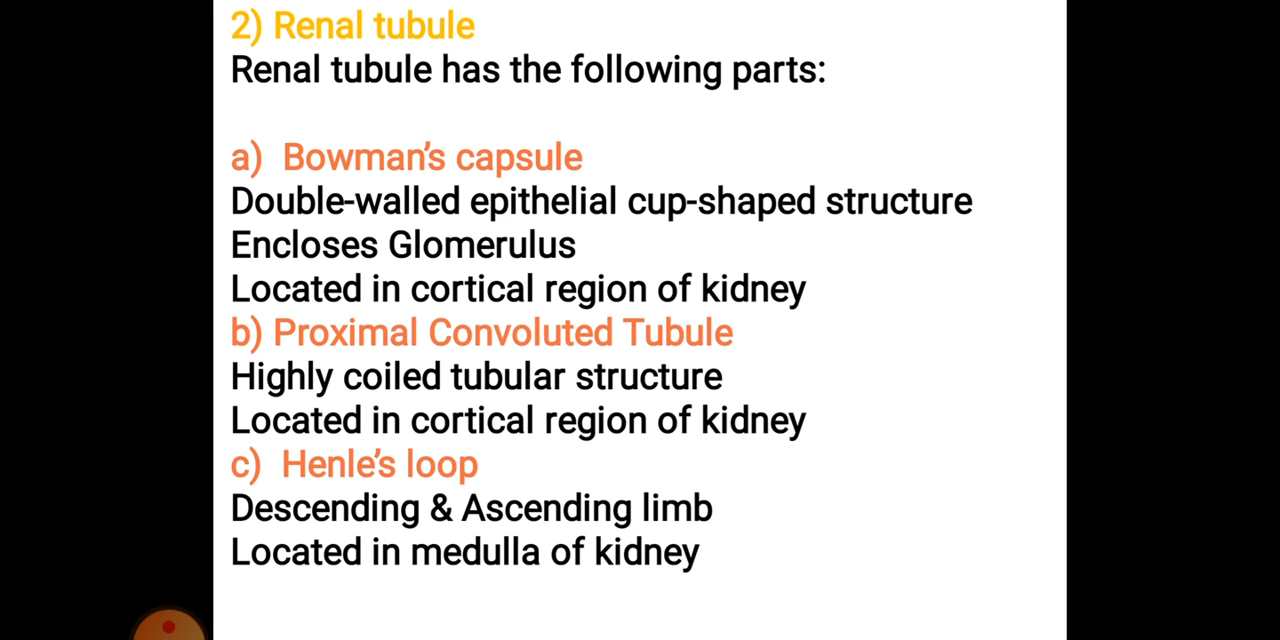 2) Renal tubule
Renal tubule has the following parts:
a) Bowman's capsule
Double-walled epithelial cup-shaped structure
Encloses Glomerulus
Located in cortical region of kidney
b) Proximal Convoluted Tubule
Highly coiled tubular structure
Located in cortical region of kidney
c) Henle's loop
Descending & Ascending limb
Located in medulla of kidney